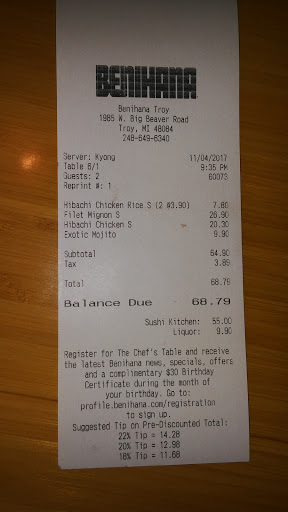 BENIHANA
Benihana Troy
1985 W. Big Beaver Road
Troy, MI 48084
248-649-6340
Server: Kyong 11/04/2017
Table 8/1 9:35 PM
Guests: 2 60073
Reprint #: 1
Hibachi Chicken Rice S (2 @3.90) 7.80
Filet Mignon S 26.90
Hibachi Chicken S 20.30
Exotic Mojito 9.90
Subtotal 64.90
Tax 3.89
Total 68.79
Balance Due 68.79
Sushi Kitchen: 55.00
Liquor: 9.90
Register for The Chef's Table and receive
the latest Benihana news, specials, offers
and a complimentary $30 Birthday
Certificate during the month of
your birthday. Go to:
profile.benihana.com/registration
to sign up.
Suggested Tip on Pre-Discounted Total:
22% Tip = 14.28
20% Tip = 12.98
18% Tip = 11.68